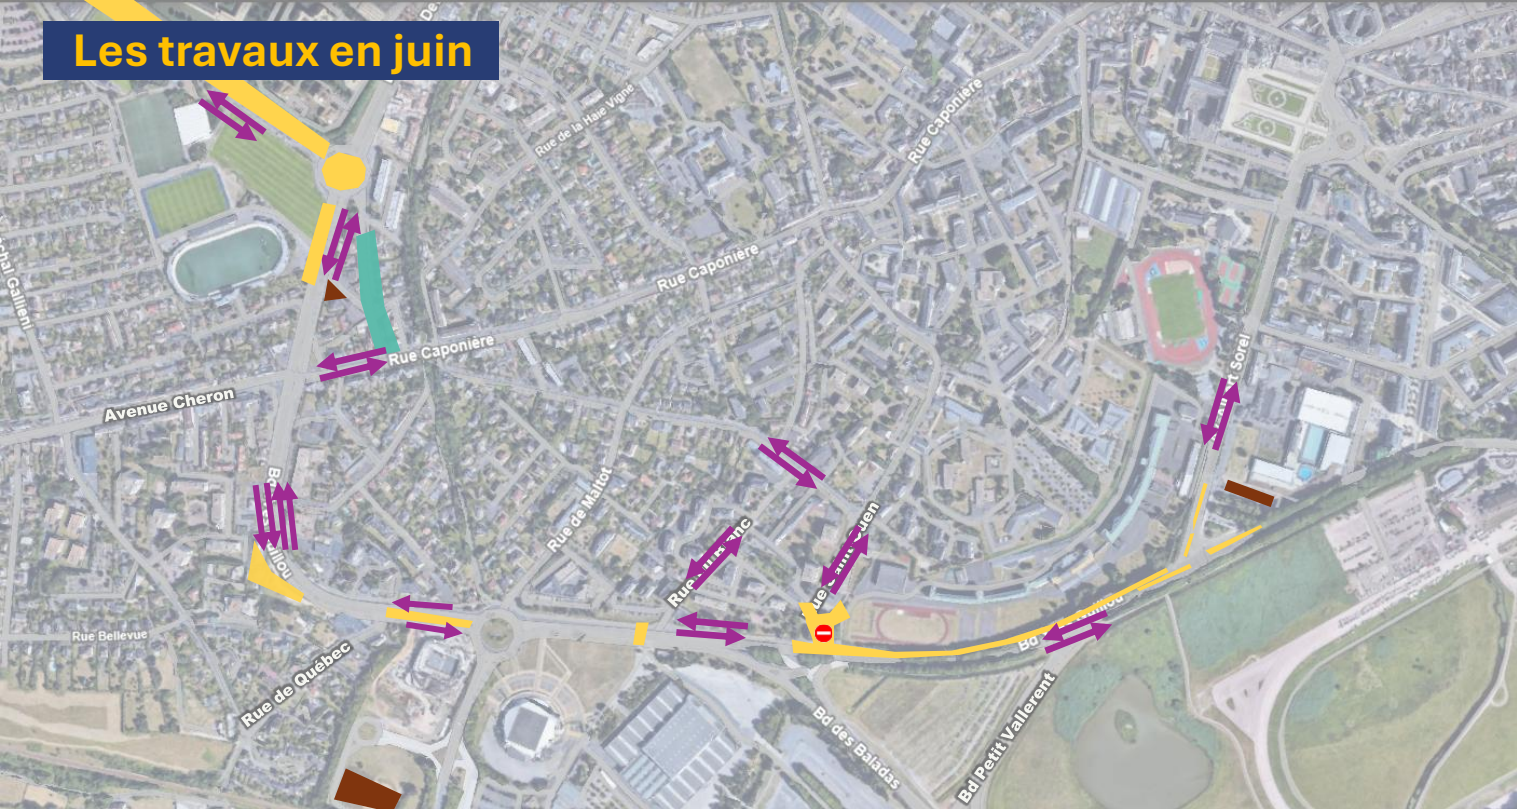 Les travaux en juin
Rue de la Haie Vigne
Rue Caponière
Rue Caponière
Rue Caponière
Avenue Cheron
Rue de Maltot
Rue Bellevue
Rue de Québec
Bd des Baladas
Bd Petit Vallerent